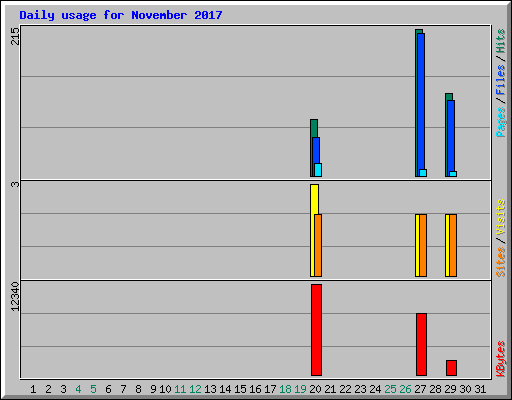 Daily usage for November 2017
215
Pages / Files / Hits
3
Sites / Visits
12340
KBytes
1 2 3 4 5 6 7 8 9 10 11 12 13 14 15 16 17 18 19 20 21 22 23 24 25 26 27 28 29 30 31